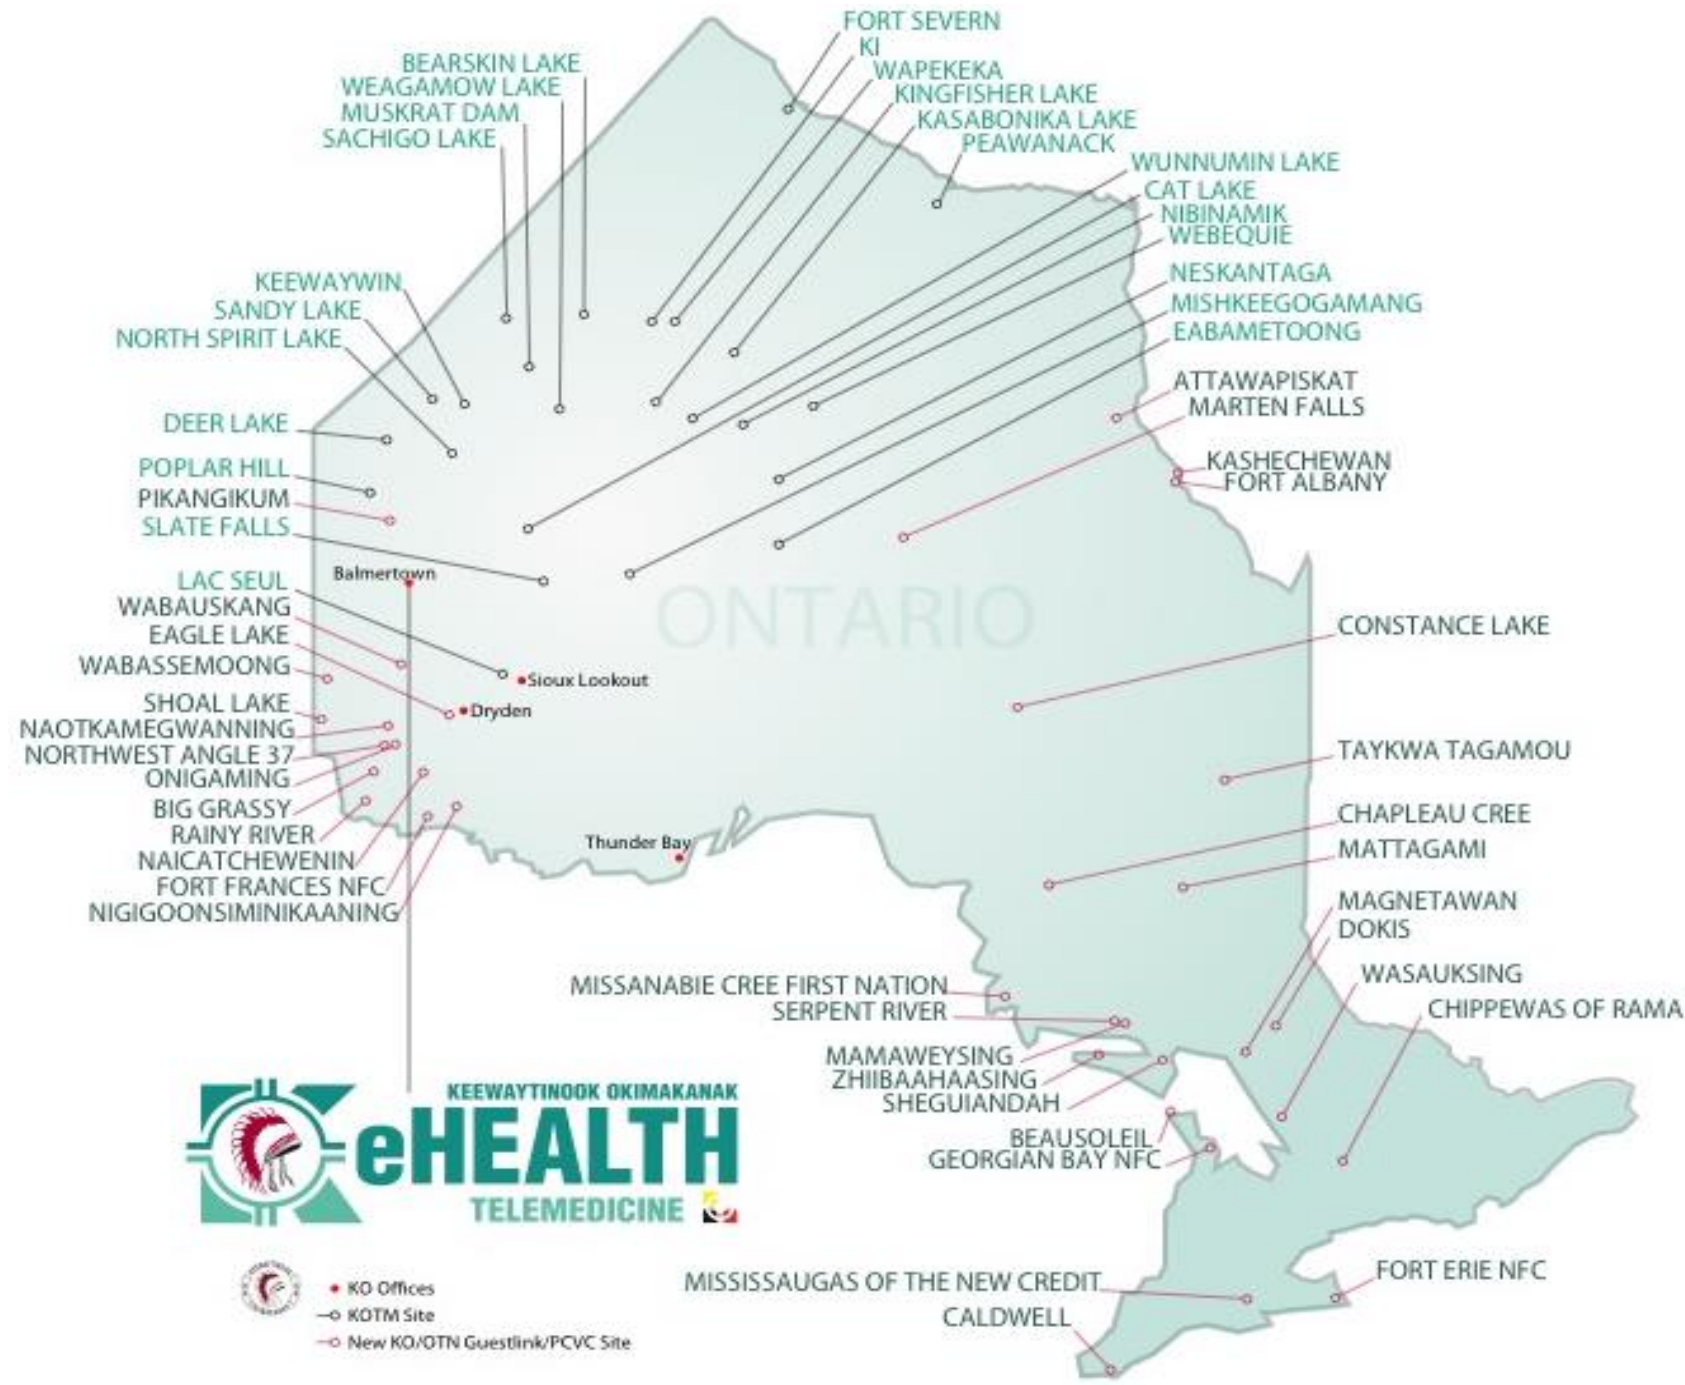 FORT SEVERN
KI
WAPEKEKA
KINGFISHER LAKE
KASABONIKA LAKE
PEAWANACK
BEARSKIN LAKE
WEAGAMOW LAKE
MUSKRAT DAM
SACHIGO LAKE
WUNNUMIN LAKE
CAT LAKE
NIBINAMIK
WEBEQUIE
NESKANTAGA
MISHKEEGOGAMANG
EABAMETOONG
KEEWAYWIN
SANDY LAKE
NORTH SPIRIT LAKE
ATTAWAPISKAT
MARTEN FALLS
KASHECHEWAN
FORT ALBANY
DEER LAKE
POPLAR HILL
PIKANGIKUM
SLATE FALLS
Balmertown
LAC SEUL
WABAUSKANG
EAGLE LAKE
WABASSEMOONG
SHOAL LAKE
NAOTKAMEGWANNING
NORTHWEST ANGLE 37
ONIGAMING
BIG GRASSY
RAINY RIVER
NAICATCHEWENIN
FORT FRANCES NFC
NIGIGOONSIMINIKAANING
ONTARIO
Sioux Lookout
Dryden
Thunder Bay
CONSTANCE LAKE
TAYKWA TAGAMOU
CHAPLEAU CREE
MATTAGAMI
MAGNETAWAN
DOKIS
WASAUKSING
CHIPPEWAS OF RAMA
MISSANABIE CREE FIRST NATION
SERPENT RIVER
MAMAWEYSING
ZHIIBAAHAASING
SHEGUIANDAH
BEAUSOLEIL
GEORGIAN BAY NFC
MISSISSAUGAS OF THE NEW CREDIT
CALDWELL
FORT ERIE NFC
KEEWAYTINOOK OKIMAKANAK
eHEALTH
TELEMEDICINE
KO Offices
KOTM Site
New KO/OTN Guestlink/PCVC Site